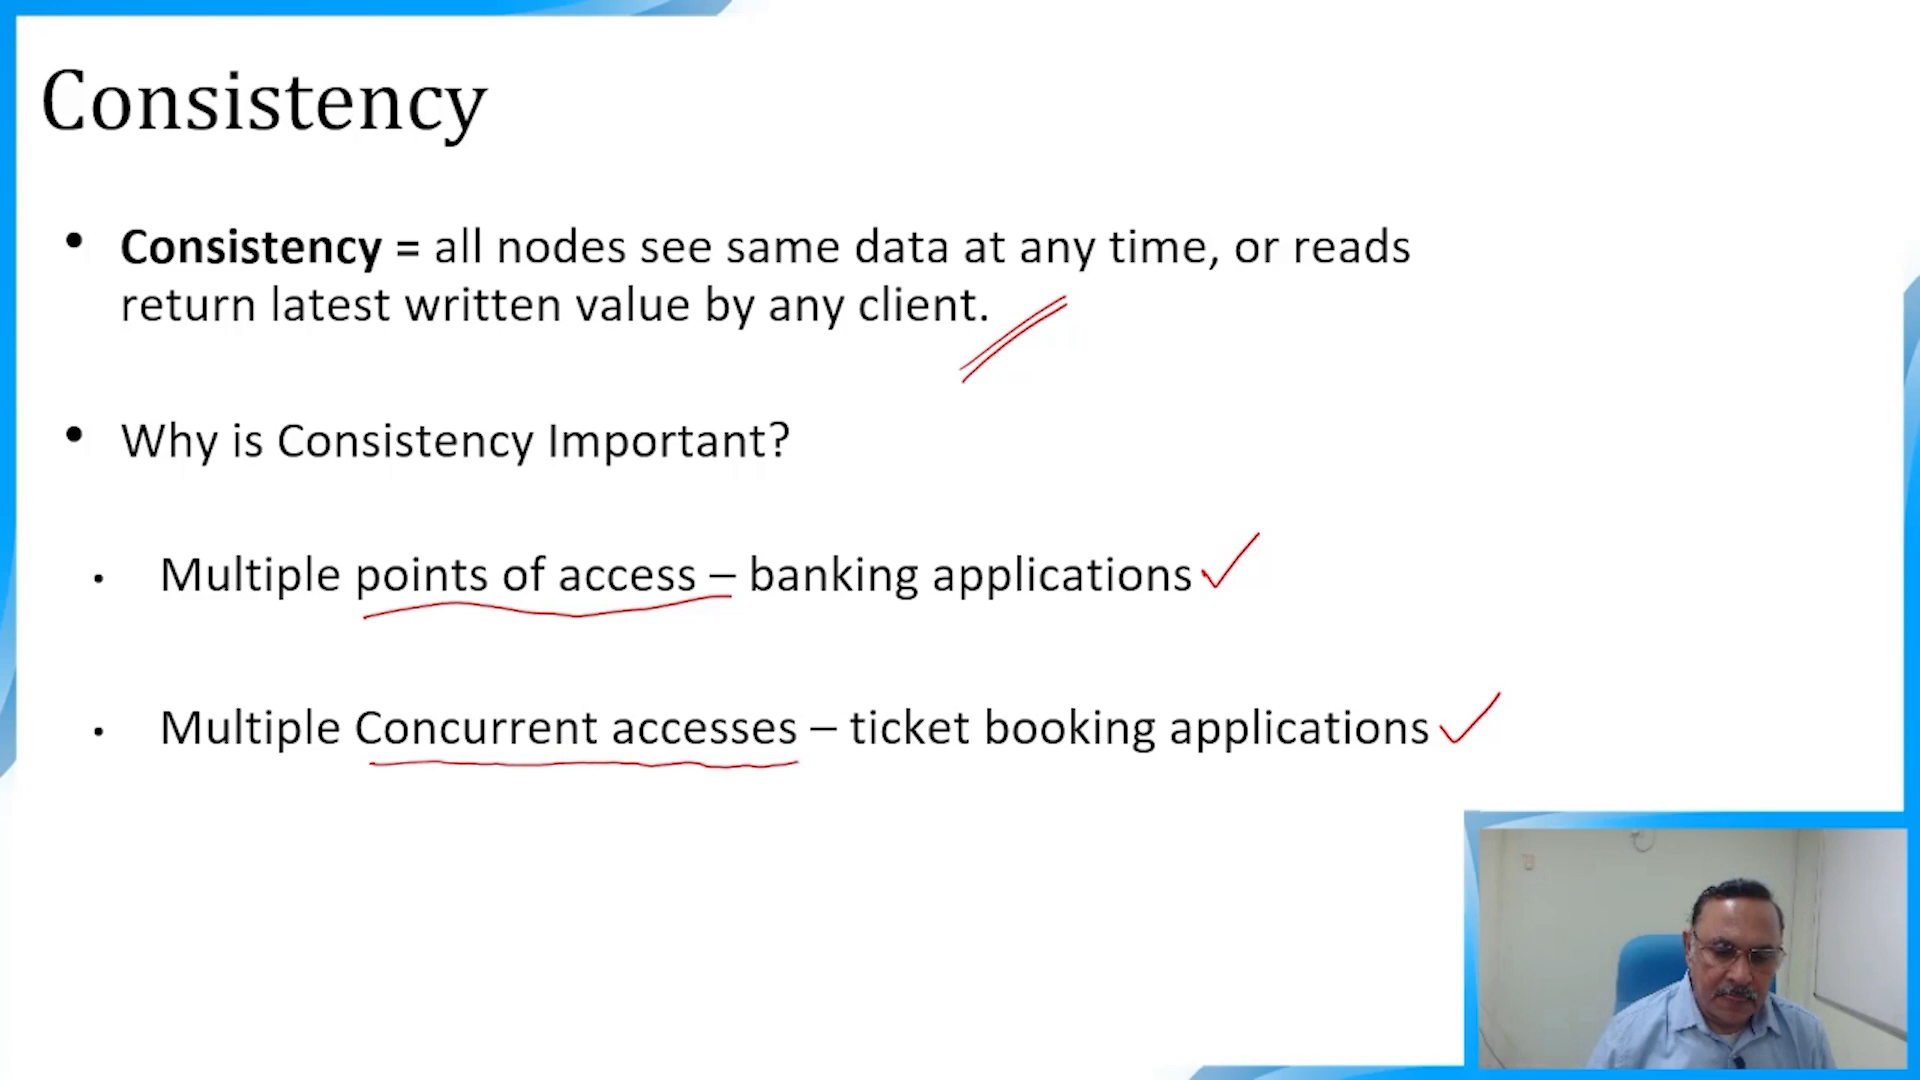 Consistency
• Consistency = all nodes see same data at any time, or reads
return latest written value by any client.
• Why is Consistency Important?
• Multiple points of access – banking applications
• Multiple Concurrent accesses – ticket booking applications